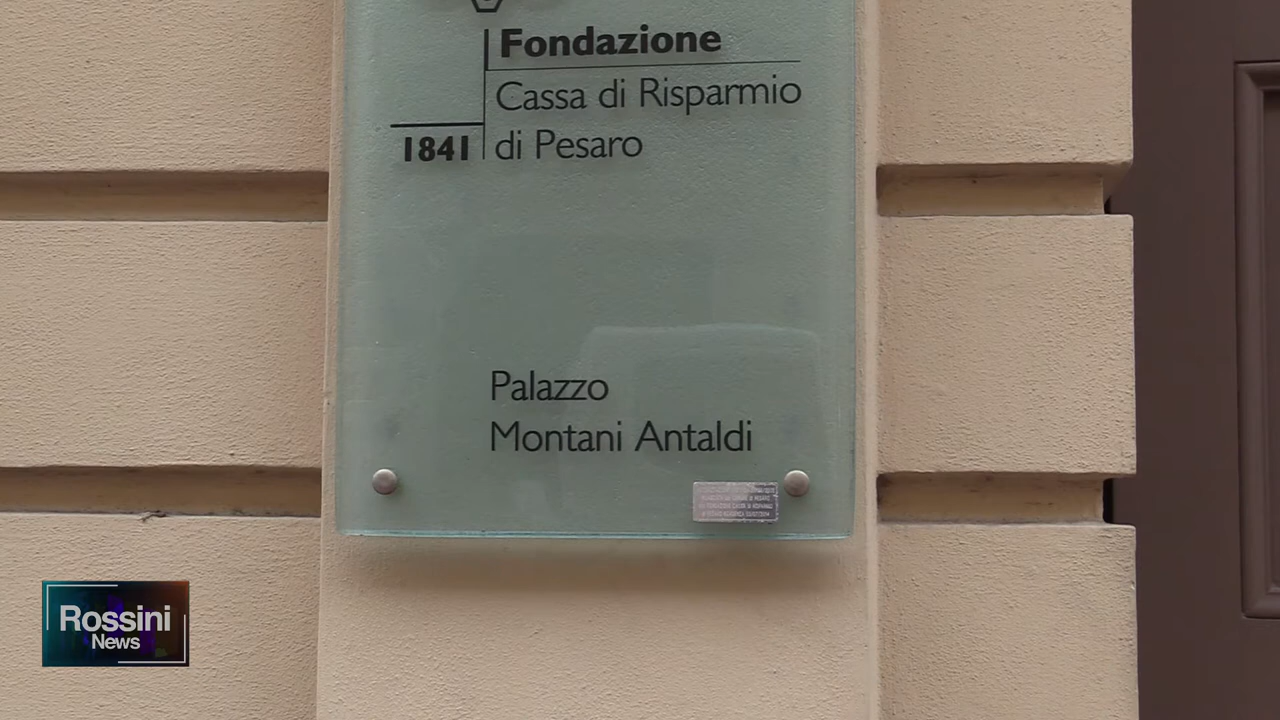 Fondazione
Cassa di Risparmio
1841 di Pesaro
Palazzo
Montani Antaldi
Rossini
News